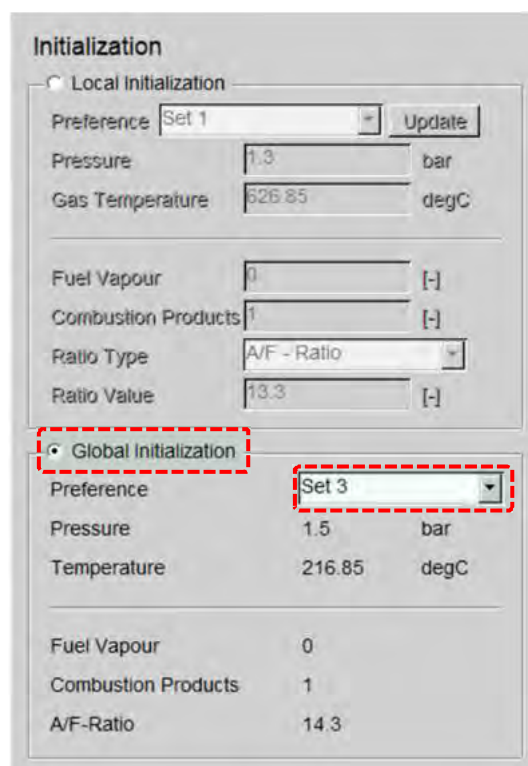 Initialization
Local Initialization
Preference Set 1 Update
Pressure 1.3 bar
Gas Temperature 626.85 degC
Fuel Vapour 0 [-]
Combustion Products 1 [-]
Ratio Type A/F - Ratio
Ratio Value 13.3 [-]
Global Initialization
Preference Set 3
Pressure 1.5 bar
Temperature 216.85 degC
Fuel Vapour 0
Combustion Products 1
A/F-Ratio 14.3